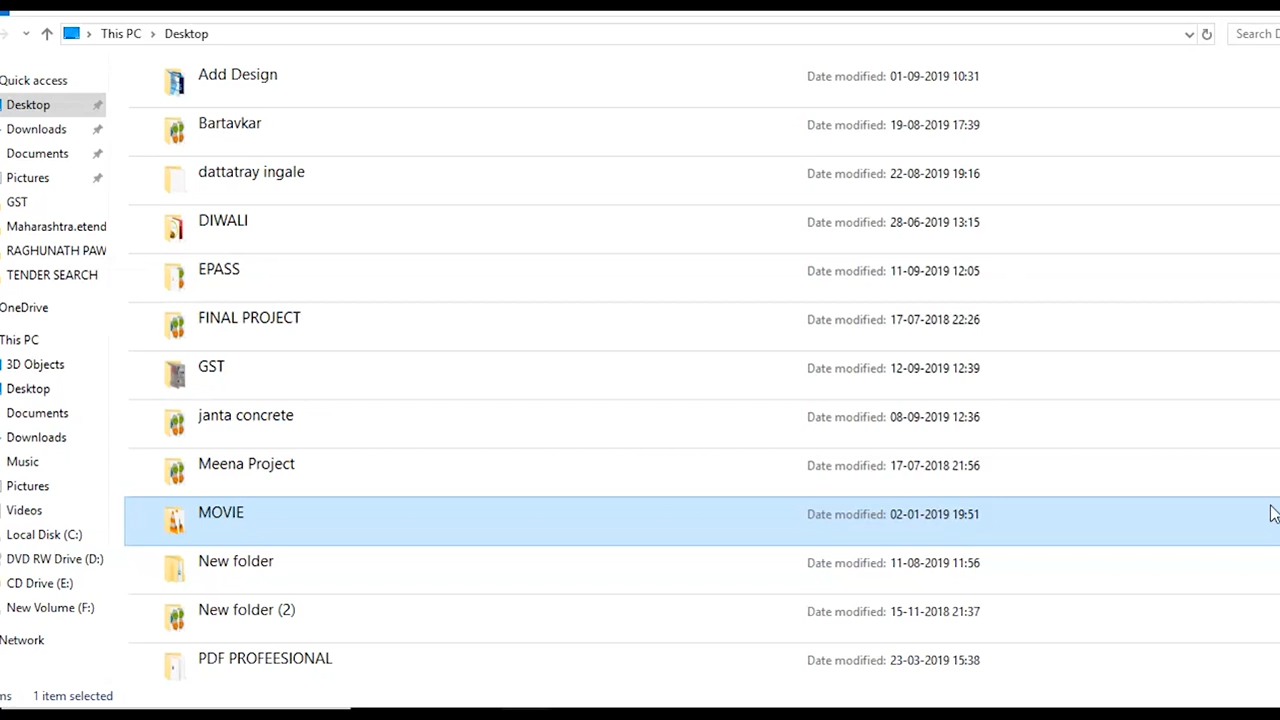 This PC
Desktop
Search D
Quick access
Desktop
Downloads
Documents
Pictures
GST
Maharashtra.etend
RAGHUNATH PAW
TENDER SEARCH
OneDrive
This PC
3D Objects
Desktop
Documents
Downloads
Music
Pictures
Videos
Local Disk (C:)
DVD RW Drive (D:)
CD Drive (E:)
New Volume (F:)
Network
Add Design Date modified: 01-09-2019 10:31
Bartavkar Date modified: 19-08-2019 17:39
dattatray ingale Date modified: 22-08-2019 19:16
DIWALI Date modified: 28-06-2019 13:15
EPASS Date modified: 11-09-2019 12:05
FINAL PROJECT Date modified: 17-07-2018 22:26
GST Date modified: 12-09-2019 12:39
janta concrete Date modified: 08-09-2019 12:36
Meena Project Date modified: 17-07-2018 21:56
MOVIE Date modified: 02-01-2019 19:51
New folder Date modified: 11-08-2019 11:56
New folder (2) Date modified: 15-11-2018 21:37
PDF PROFEESIONAL Date modified: 23-03-2019 15:38
ms 1 item selected